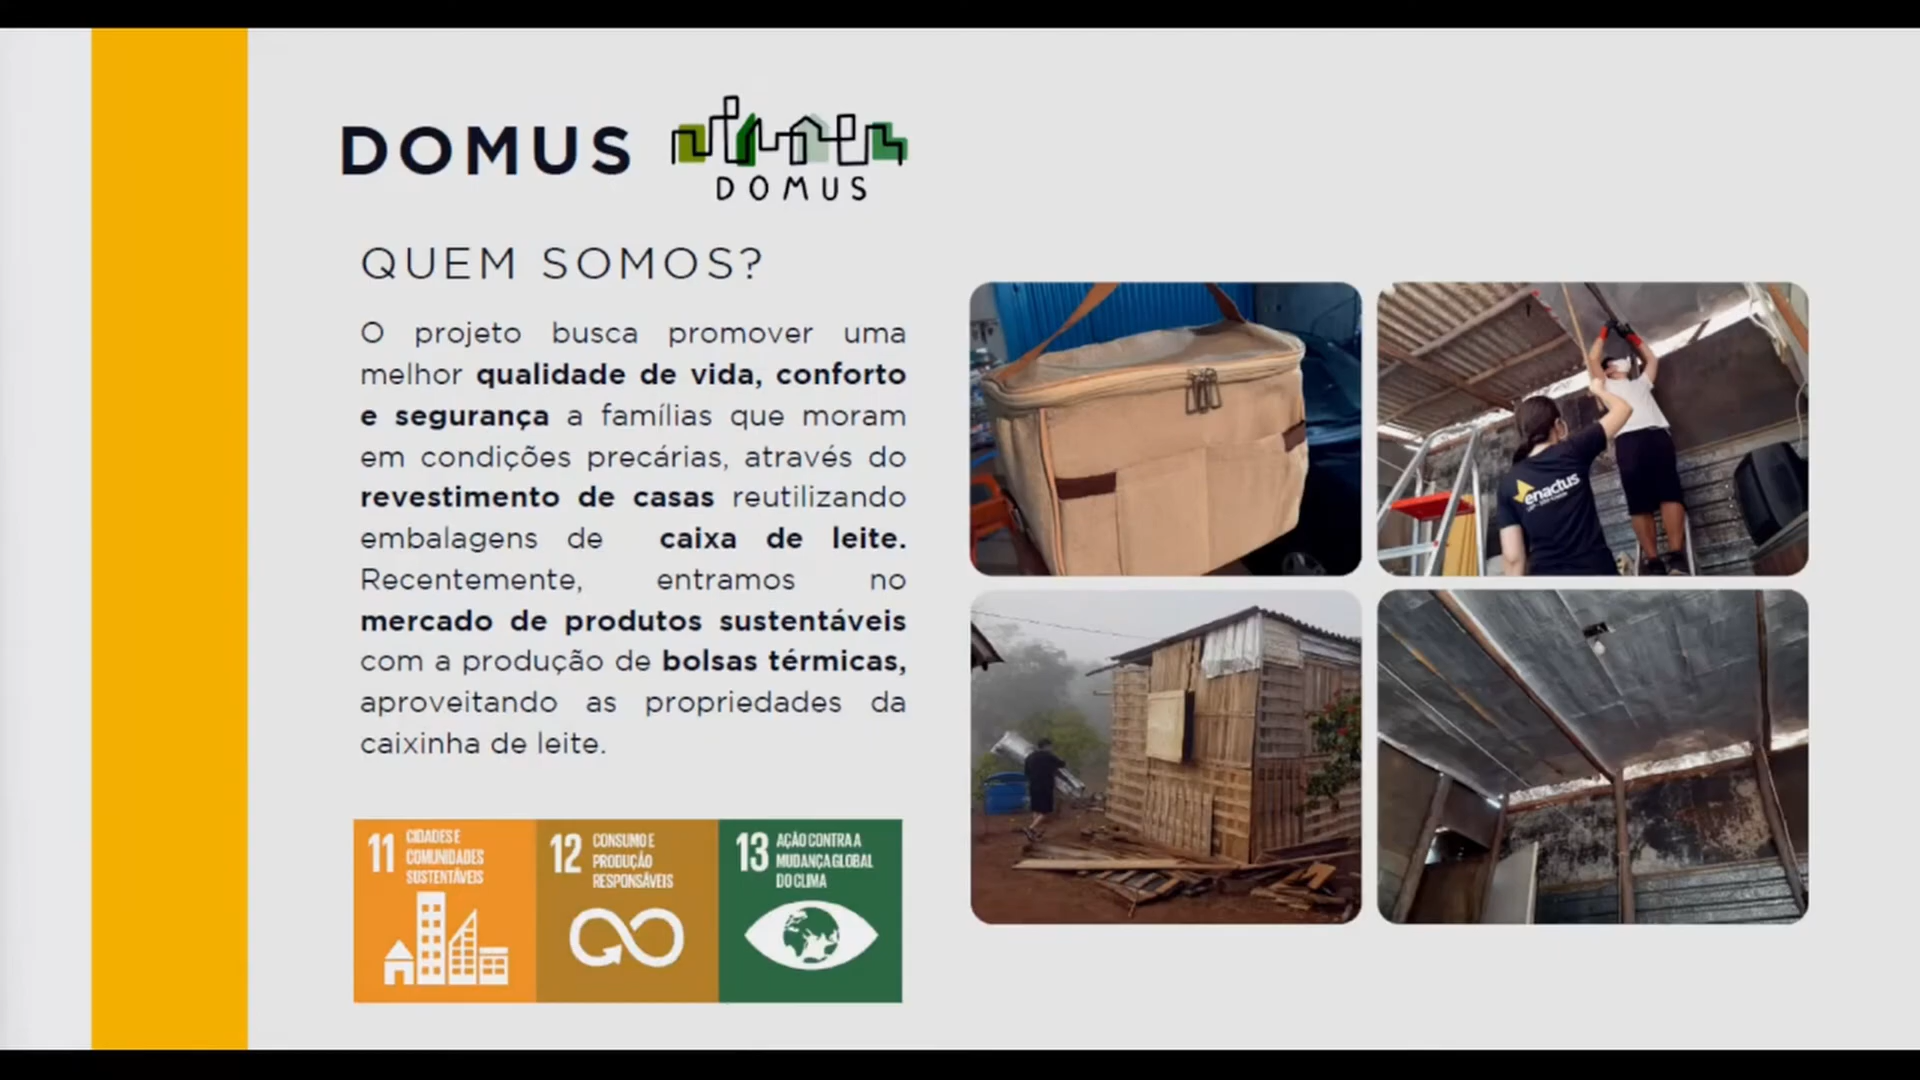 DOMUS
DOMUS
QUEM SOMOS?
O projeto busca promover uma
melhor qualidade de vida, conforto
e segurança a famílias que moram
em condições precárias, através do
revestimento de casas reutilizando
embalagens de caixa de leite.
Recentemente, entramos no
mercado de produtos sustentáveis
com a produção de bolsas térmicas,
aproveitando as propriedades da
caixinha de leite.
11 CIDADES E
COMUNIDADES
SUSTENTÁVEIS
12 CONSUMO E
PRODUÇÃO
RESPONSÁVEIS
13 AÇÃO CONTRA A
MUDANÇA GLOBAL
DO CLIMA
enactus